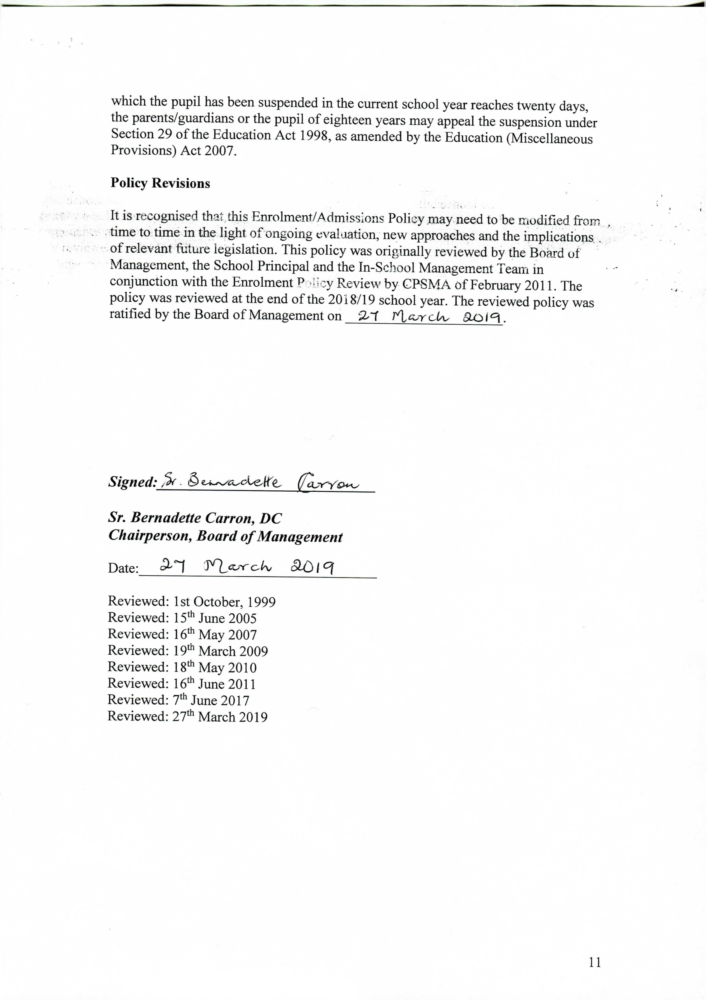 which the pupil has been suspended in the current school year reaches twenty days,
the parents/guardians or the pupil of eighteen years may appeal the suspension under
Section 29 of the Education Act 1998, as amended by the Education (Miscellaneous
Provisions) Act 2007.
Policy Revisions
It is recognised that this Enrolment/Admissions Policy may need to be modified from
time to time in the light of ongoing evaluation, new approaches and the implications
of relevant future legislation. This policy was originally reviewed by the Board of
Management, the School Principal and the In-School Management Team in
conjunction with the Enrolment Policy Review by CPSMA of February 2011. The
policy was reviewed at the end of the 2018/19 school year. The reviewed policy was
ratified by the Board of Management on 27 March 2019.
Signed: Sr. Bernadette Carron
Sr. Bernadette Carron, DC
Chairperson, Board of Management
Date: 27 March 2019
Reviewed: 1st October, 1999
Reviewed: 15th June 2005
Reviewed: 16th May 2007
Reviewed: 19th March 2009
Reviewed: 18th May 2010
Reviewed: 16th June 2011
Reviewed: 7th June 2017
Reviewed: 27th March 2019
11